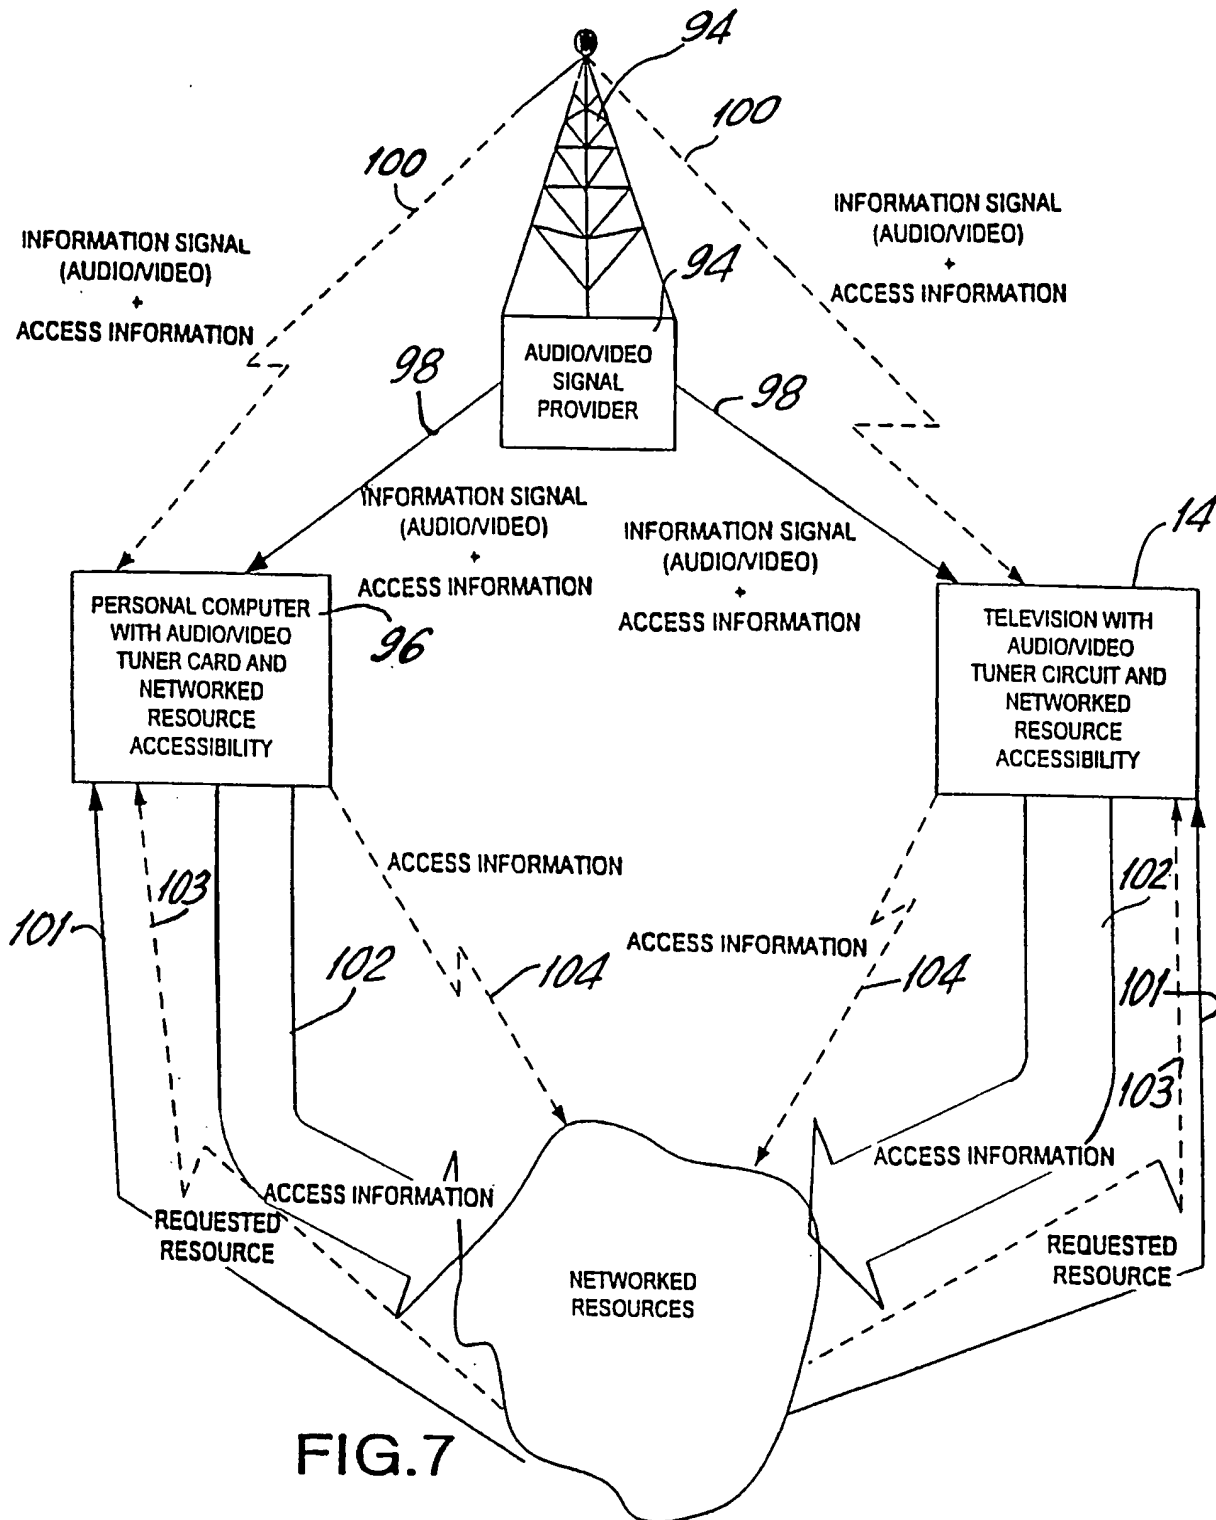 94
100
100
INFORMATION SIGNAL
(AUDIO/VIDEO)
+
ACCESS INFORMATION
INFORMATION SIGNAL
(AUDIO/VIDEO)
+
ACCESS INFORMATION
94
AUDIO/VIDEO
SIGNAL
PROVIDER
98
98
INFORMATION SIGNAL
(AUDIO/VIDEO)
+
ACCESS INFORMATION
INFORMATION SIGNAL
(AUDIO/VIDEO)
+
ACCESS INFORMATION
14
PERSONAL COMPUTER
WITH AUDIO/VIDEO
TUNER CARD AND
NETWORKED
RESOURCE
ACCESSIBILITY
96
TELEVISION WITH
AUDIO/VIDEO
TUNER CIRCUIT AND
NETWORKED
RESOURCE
ACCESSIBILITY
ACCESS INFORMATION
103
101
102
104
ACCESS INFORMATION
104
102
101
103
ACCESS INFORMATION
ACCESS INFORMATION
REQUESTED
RESOURCE
REQUESTED
RESOURCE
NETWORKED
RESOURCES
FIG.7